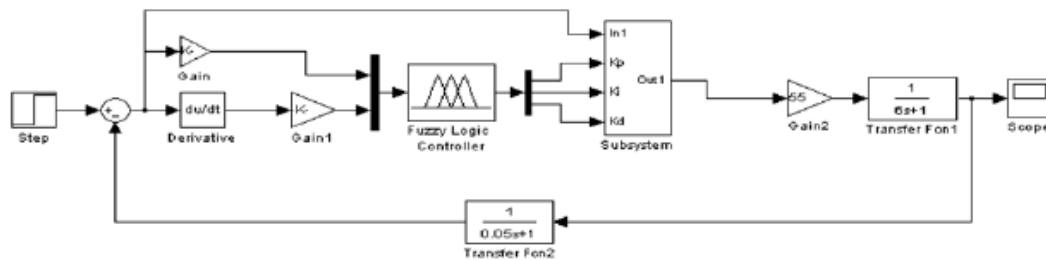 Step
+
-
K-
Gain
du/dt
Derivative
K-
Gain1
Fuzzy Logic
Controller
In1
Kp
Ki
Kd
Out1
Subsystem
55
Gain2
1
6s+1
Transfer Fcn1
Scope
1
0.05s+1
Transfer Fcn2